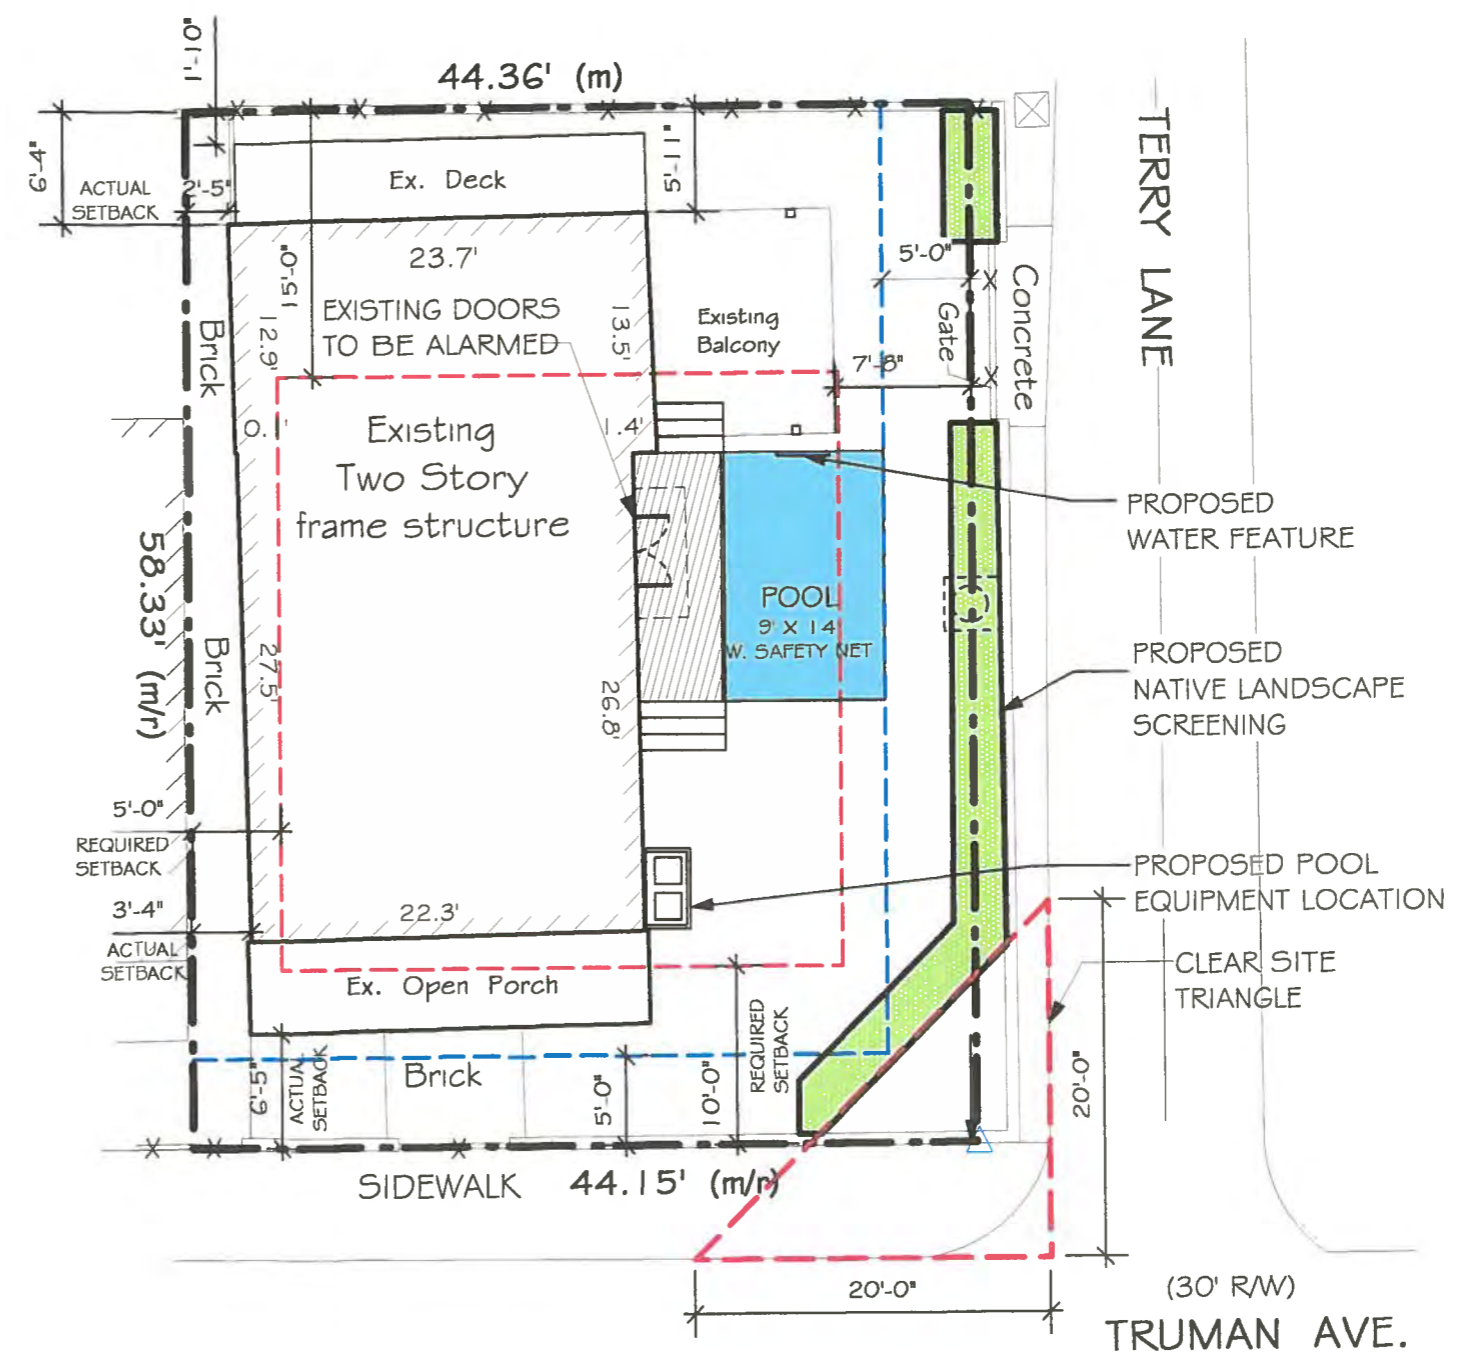 1'-10"
44.36' (m)
6'-4"
ACTUAL
SETBACK
2'-5"
Ex. Deck
5'-11"
TERRY LANE
23.7'
15'-0"
5'-0"
EXISTING DOORS
TO BE ALARMED
12.9'
13.5'
Existing
Balcony
Gate
Concrete
Brick
7'-8"
0.1'
Existing
Two Story
frame structure
1.4'
PROPOSED
WATER FEATURE
58.33' (m/r)
POOL
9' X 14'
W. SAFETY NET
Brick
27.5'
26.8'
PROPOSED
NATIVE LANDSCAPE
SCREENING
5'-0"
REQUIRED
SETBACK
PROPOSED POOL
EQUIPMENT LOCATION
3'-4"
22.3'
ACTUAL
SETBACK
Ex. Open Porch
CLEAR SITE
TRIANGLE
REQUIRED
SETBACK
6'-5"
ACTUAL
SETBACK
Brick
5'-0"
10'-0"
20'-0"
SIDEWALK
44.15' (m/r)
20'-0"
(30' R/W)
TRUMAN AVE.